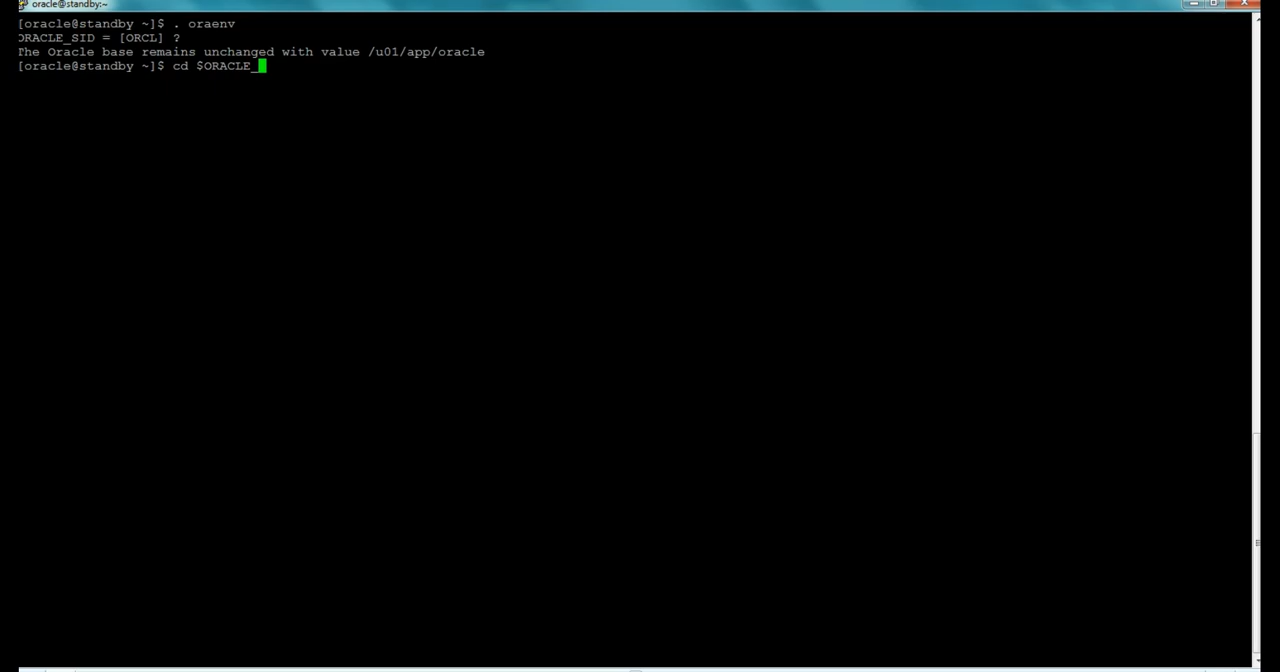 oracle@standby:~
[oracle@standby ~]$ . oraenv
ORACLE_SID = [ORCL] ?
The Oracle base remains unchanged with value /u01/app/oracle
[oracle@standby ~]$ cd $ORACLE_